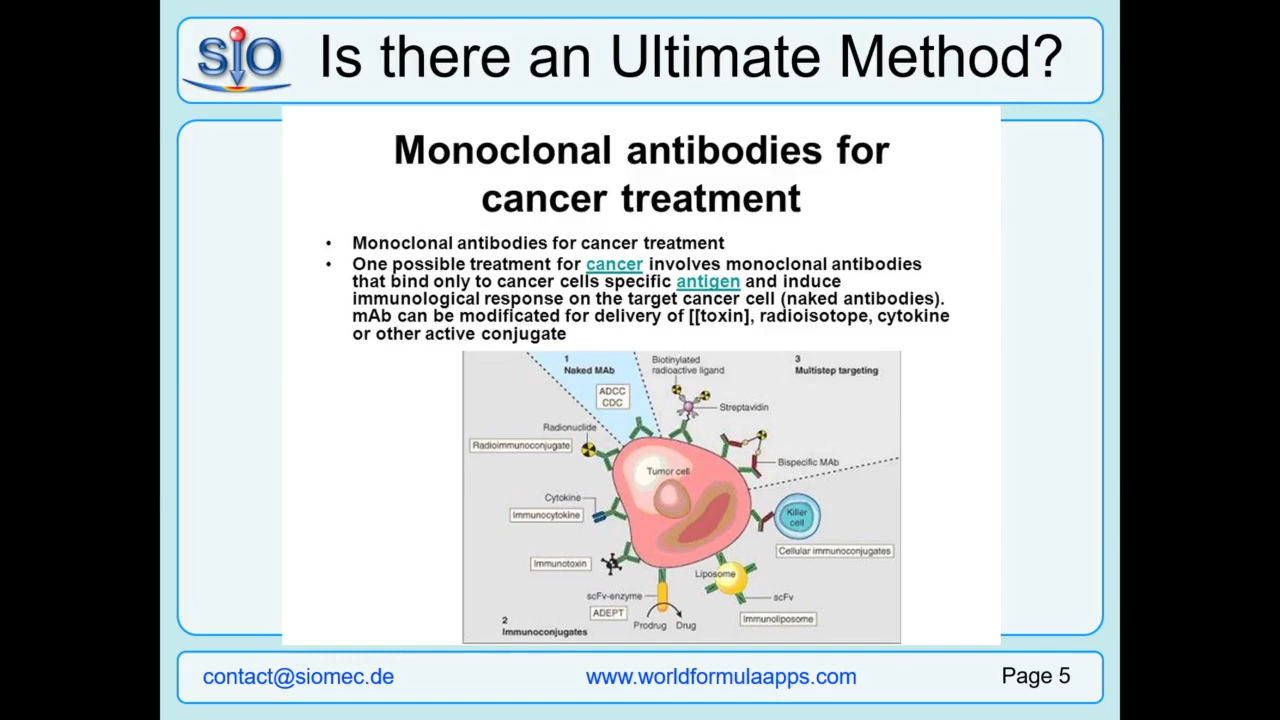 SIO
Is there an Ultimate Method?
Monoclonal antibodies for
cancer treatment
• Monoclonal antibodies for cancer treatment
• One possible treatment for cancer involves monoclonal antibodies
that bind only to cancer cells specific antigen and induce
immunological response on the target cancer cell (naked antibodies).
mAb can be modificated for delivery of [[toxin], radioisotope, cytokine
or other active conjugate
1
Naked MAb
Biotinylated
radioactive ligand
3
Multistep targeting
ADCC
CDC
Streptavidin
Radionuclide
Radioimmunoconjugate
Bispecific MAb
Tumor cell
Cytokine
Immunocytokine
Killer
cell
Cellular immunoconjugates
Immunotoxin
Liposome
scFv-enzyme
scFv
ADEPT
Prodrug
Drug
Immunoliposome
2
Immunoconjugates
contact@siomec.de
www.worldformulaapps.com
Page 5